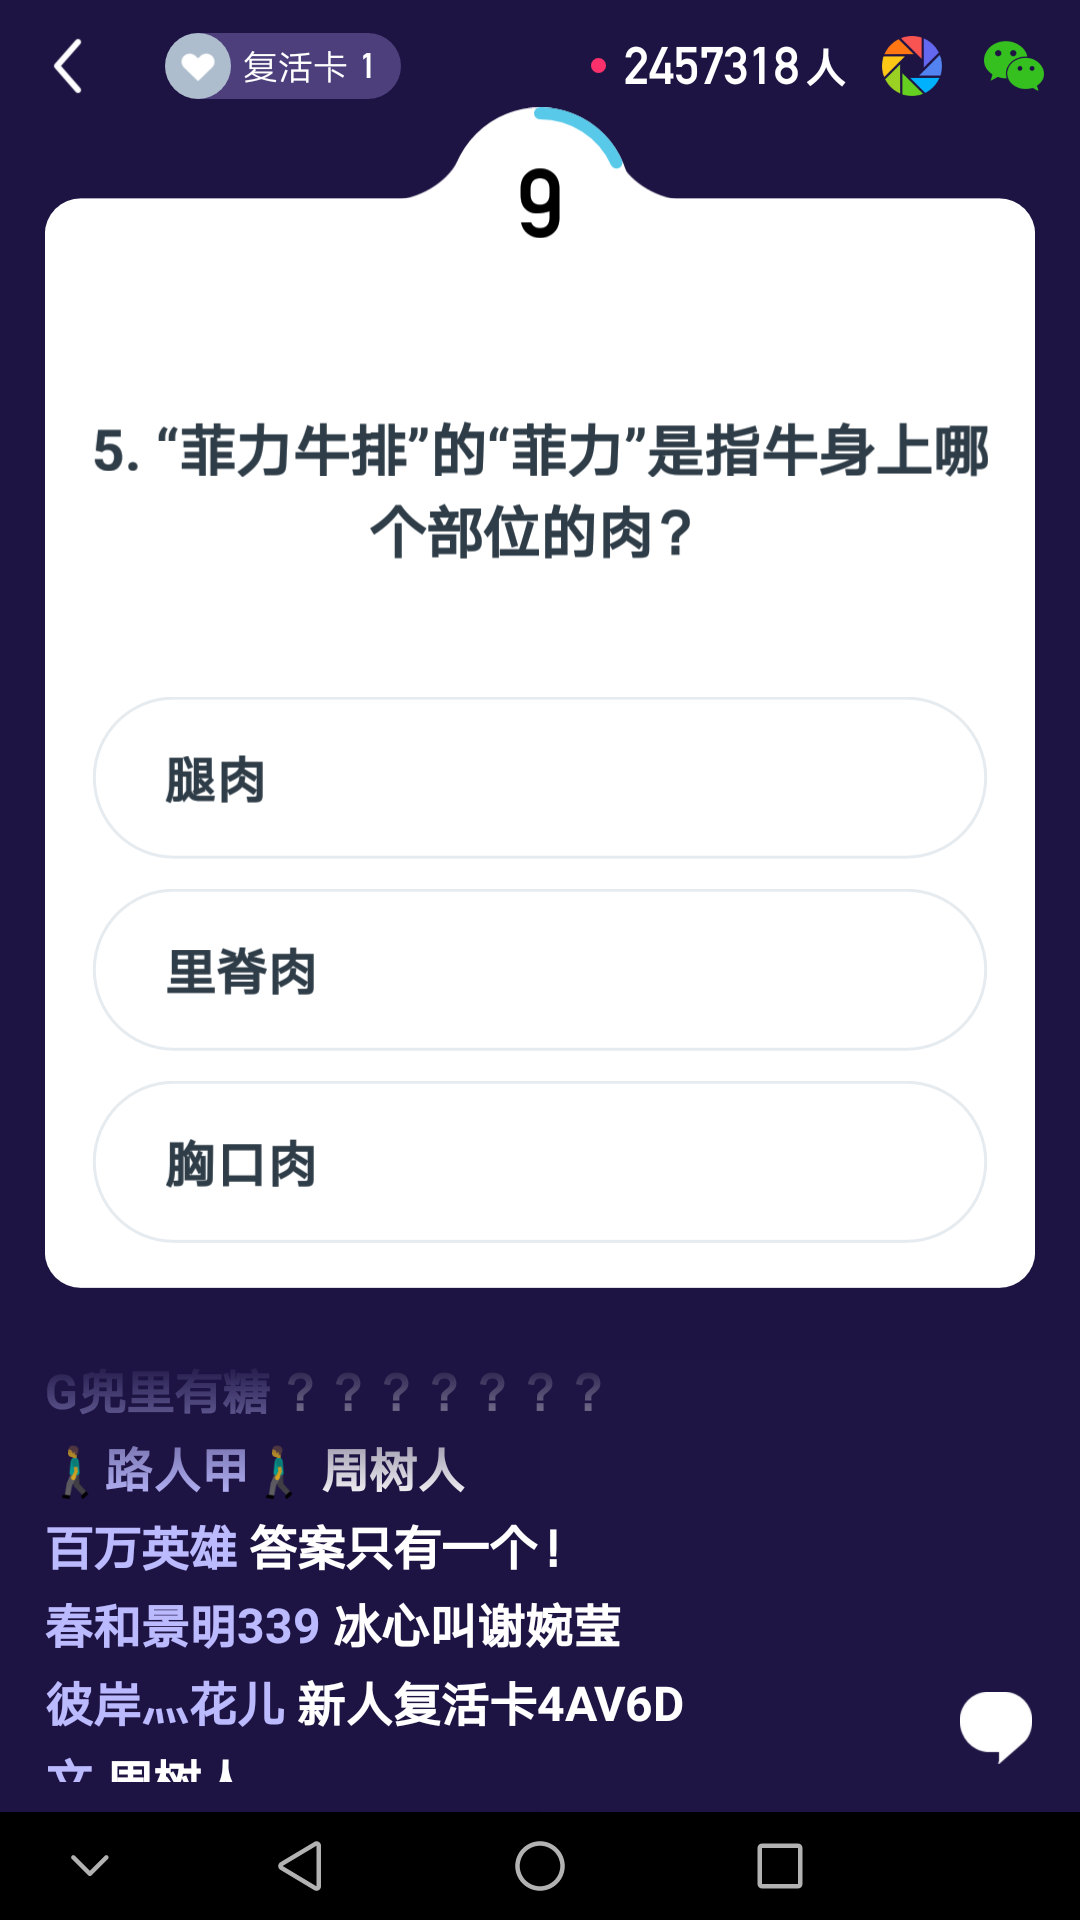 复活卡 1
2457318人
9
5. “菲力牛排”的“菲力”是指牛身上哪
个部位的肉?
腿肉
里脊肉
胸口肉
G兜里有糖 ? ? ? ? ? ? ?
路人甲 周树人
百万英雄 答案只有一个!
春和景明339 冰心叫谢婉莹
彼岸灬花儿 新人复活卡4AV6D
文 周树人